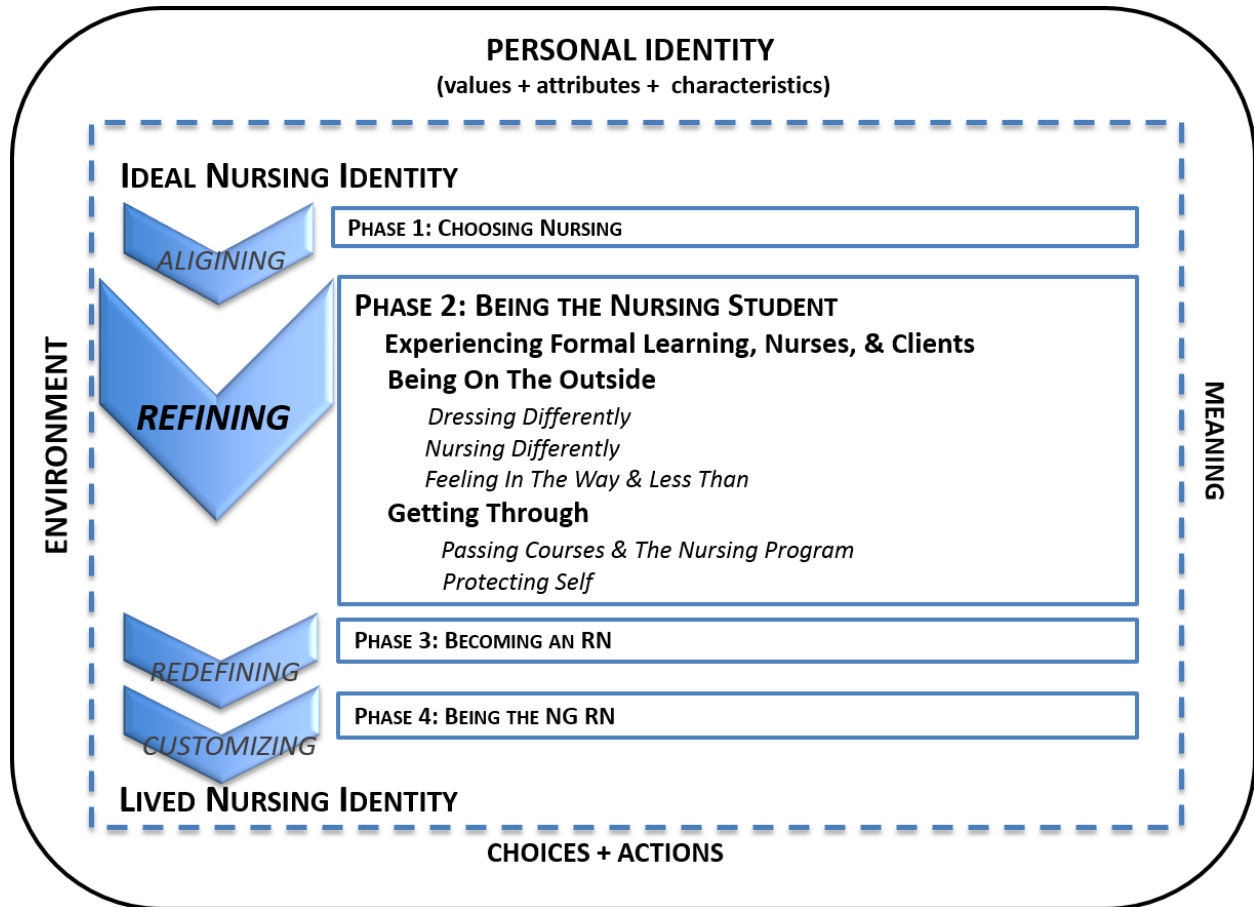 PERSONAL IDENTITY
(values + attributes + characteristics)
IDEAL NURSING IDENTITY
ALIGINING
PHASE 1: CHOOSING NURSING
REFINING
PHASE 2: BEING THE NURSING STUDENT
Experiencing Formal Learning, Nurses, & Clients
Being On The Outside
Dressing Differently
Nursing Differently
Feeling In The Way & Less Than
Getting Through
Passing Courses & The Nursing Program
Protecting Self
REDEFINING
PHASE 3: BECOMING AN RN
CUSTOMIZING
PHASE 4: BEING THE NG RN
LIVED NURSING IDENTITY
ENVIRONMENT
MEANING
CHOICES + ACTIONS